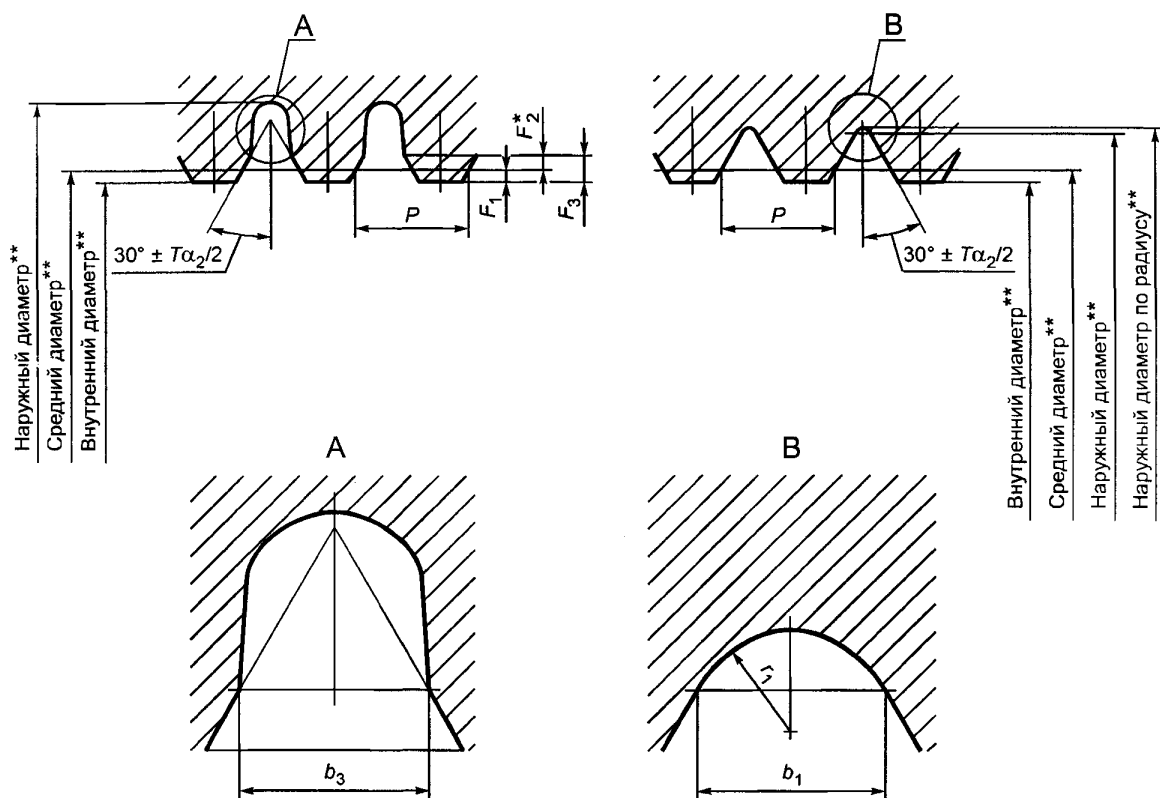 A
B
F*2
F1
F3
P
P
30° ± Tα2/2
30° ± Tα2/2
Наружный диаметр**
Средний диаметр**
Внутренний диаметр**
Внутренний диаметр**
Средний диаметр**
Наружный диаметр**
Наружный диаметр по радиусу**
A
B
r1
b3
b1